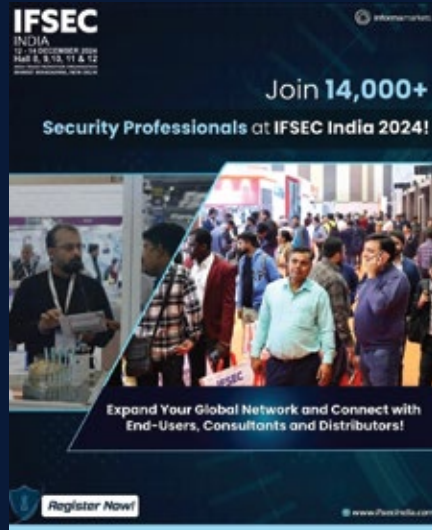 IFSEC
INDIA
12 - 14 DECEMBER 2024
Hall 8, 9,10, 11 & 12
informa markets
Join 14,000+
Security Professionals at IFSEC India 2024!
IFSEC
Expand Your Global Network and Connect with
End-Users, Consultants and Distributors!
Register Now!
www.ifsecindia.com